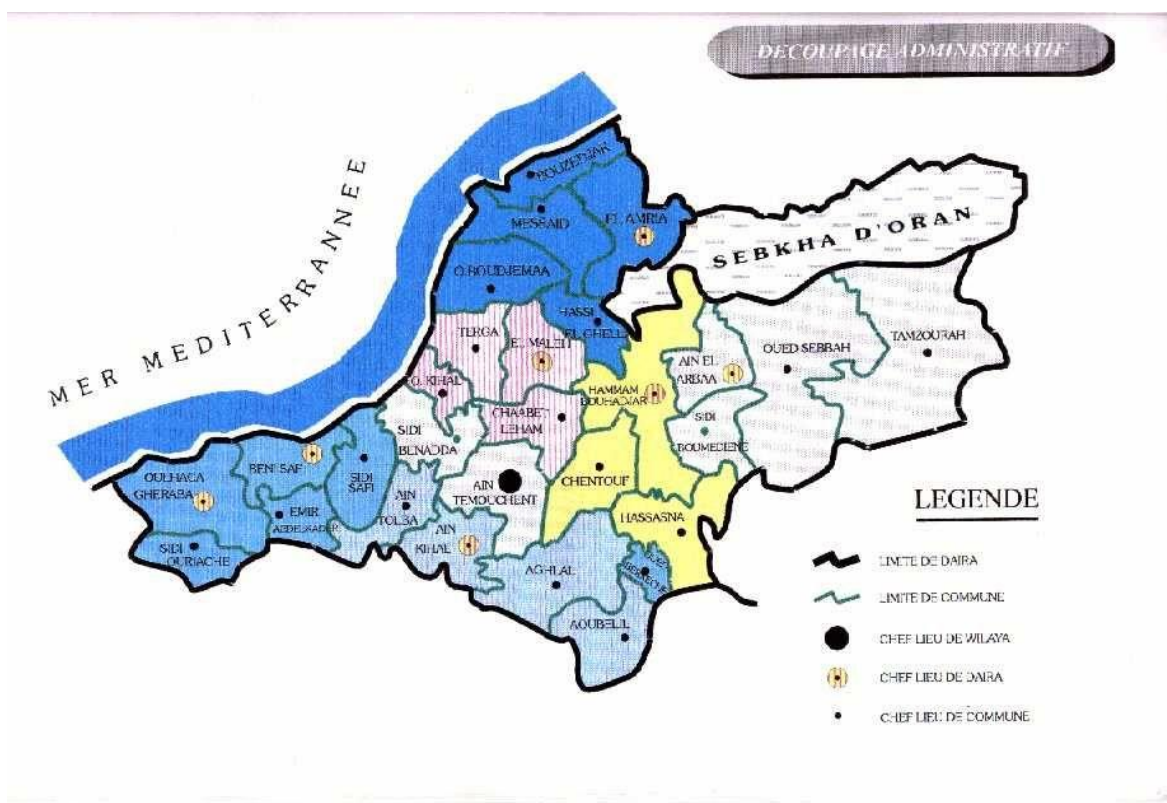 DECOUPAGE ADMINISTRATIF
MER MEDITERRANNEE
BOUZEDJAR
MESSAID
EL AMRIA
SEBKHA D'ORAN
O.BOUDJEMAA
HASSI
EL GHELLA
TERGA
EL MALEH
TAMZOURAH
OUED SEBBAH
AIN EL
ARBAA
O. KIHAL
HAMMAM
BOUHADJAR
CHAABET
LEHAM
SIDI
BENADDA
SIDI
BOUMEDIENE
BENI SAF
OULHACA
GHERABA
SIDI
SAFI
AIN
TEMOUCHENT
CHENTOUF
AIN
TOLBA
EMIR
ABDELKADER
HASSASNA
SIDI
OURIACHE
AIN
KIHAL
AGHLAL
AOUBELIL
LEGENDE
LIMITE DE DAIRA
LIMITE DE COMMUNE
CHEF LIEU DE WILAYA
CHEF LIEU DE DAIRA
CHEF LIEU DE COMMUNE